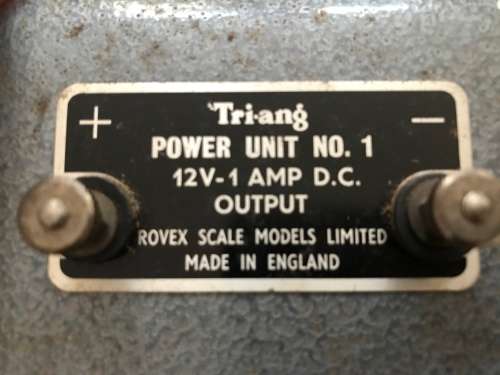 + Tri-ang −
POWER UNIT NO. 1
12V-1 AMP D.C.
OUTPUT
ROVEX SCALE MODELS LIMITED
MADE IN ENGLAND